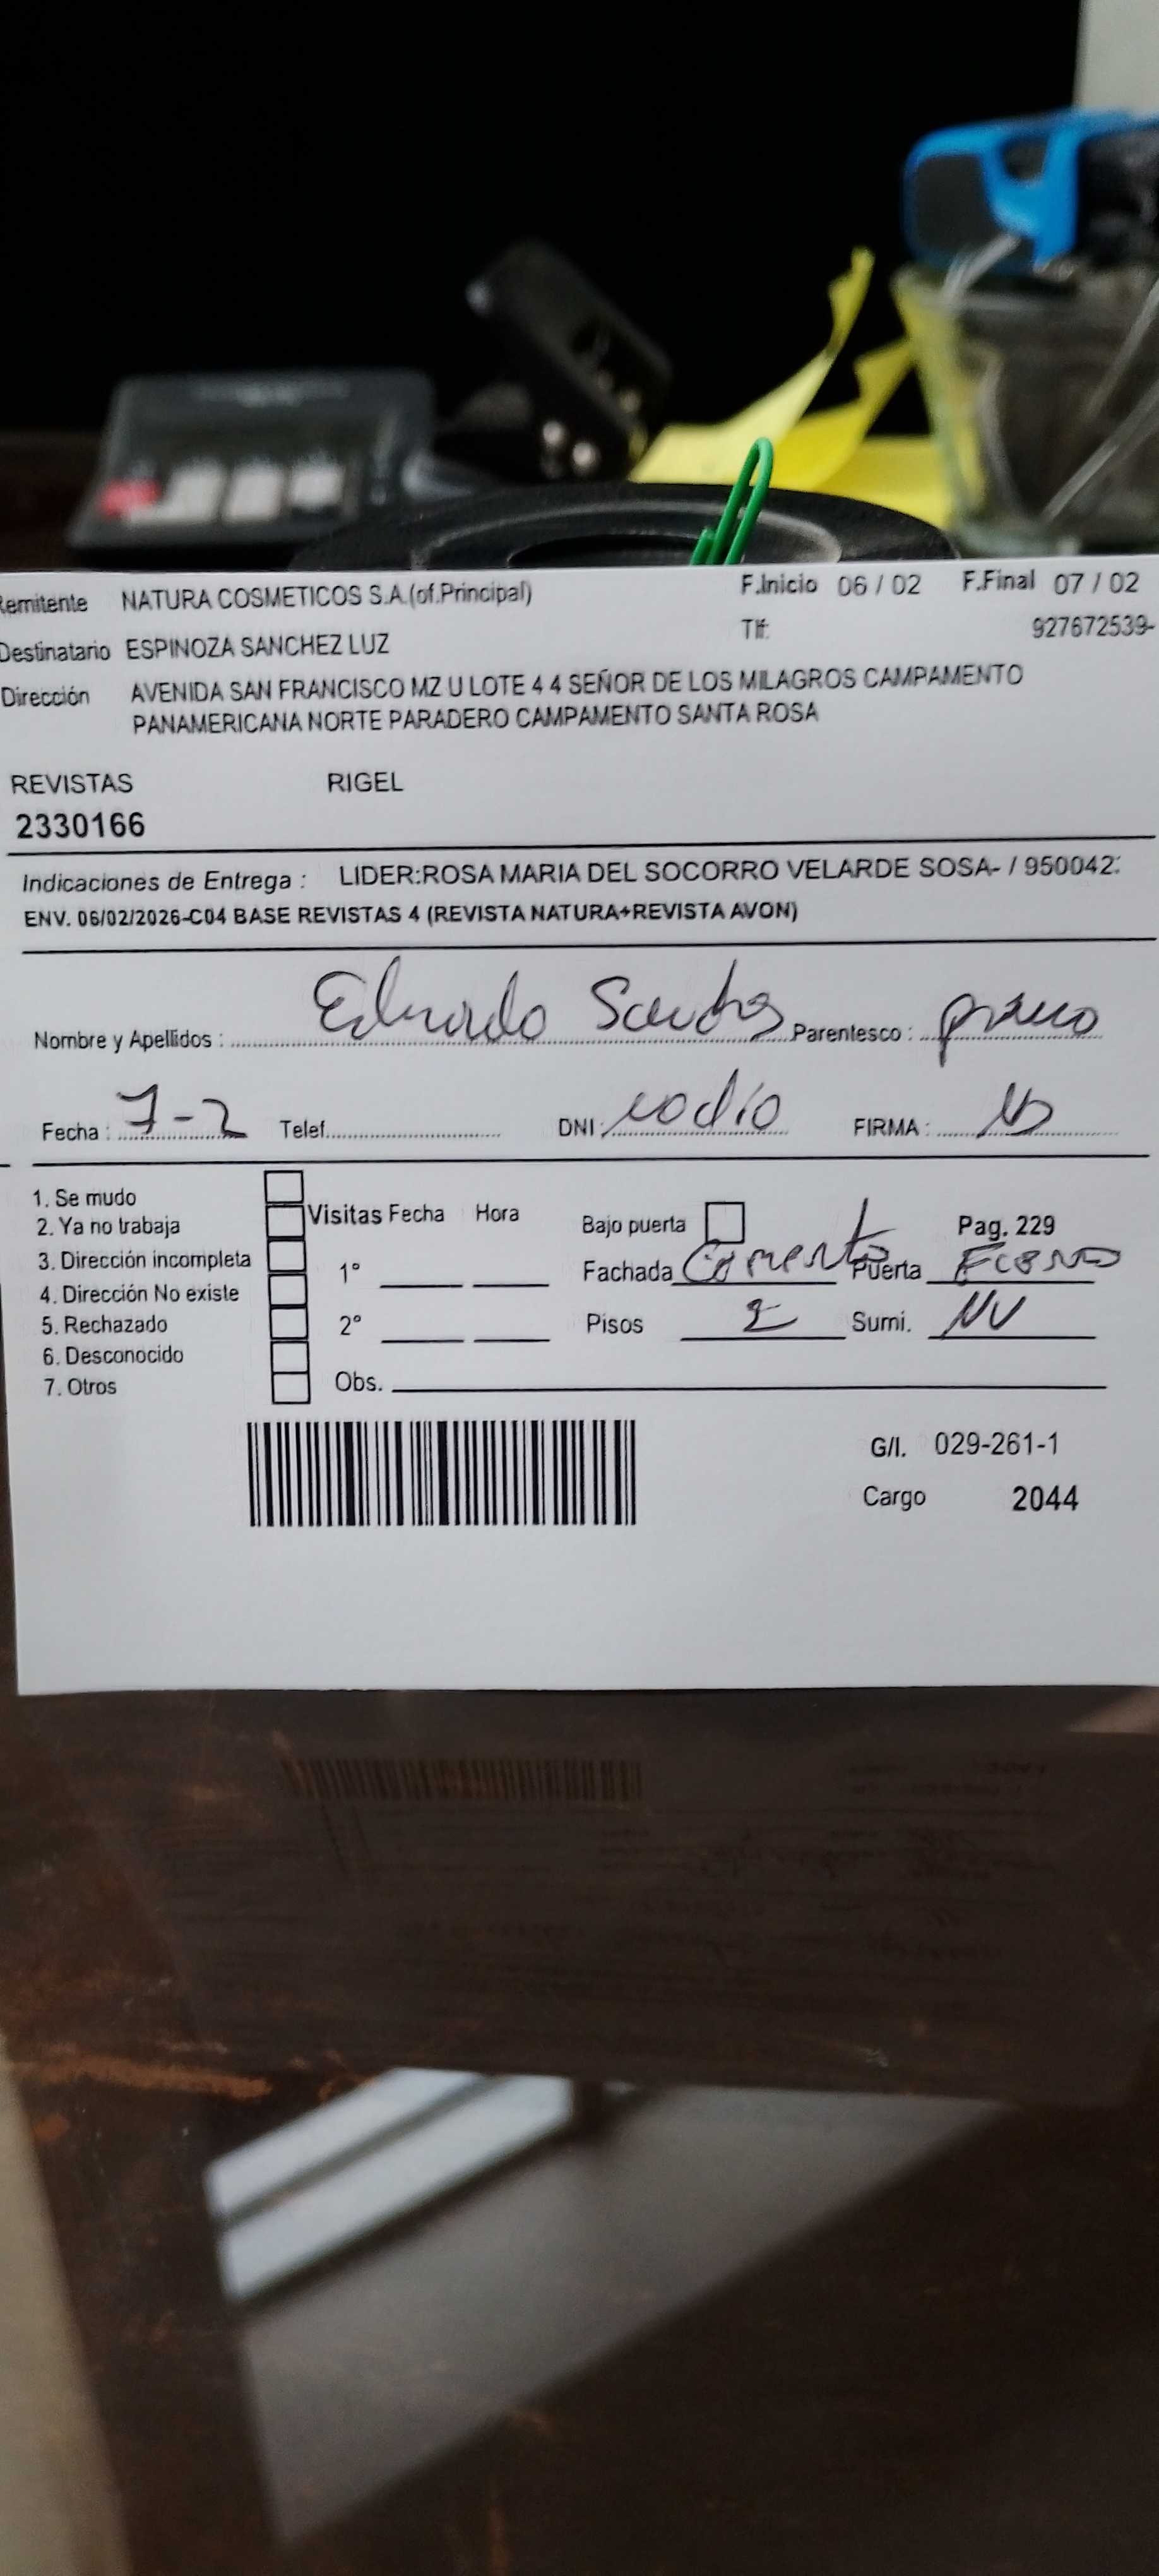 Remitente NATURA COSMETICOS S.A.(of.Principal) F.Inicio 06 / 02 F.Final 07 / 02
Destinatario ESPINOZA SANCHEZ LUZ Tlf: 927672539-
Dirección AVENIDA SAN FRANCISCO MZ U LOTE 4 4 SEÑOR DE LOS MILAGROS CAMPAMENTO
PANAMERICANA NORTE PARADERO CAMPAMENTO SANTA ROSA
REVISTAS RIGEL
2330166
Indicaciones de Entrega : LIDER:ROSA MARIA DEL SOCORRO VELARDE SOSA- / 950042
ENV. 06/02/2026-C04 BASE REVISTAS 4 (REVISTA NATURA+REVISTA AVON)
Nombre y Apellidos : Eduardo Parentesco : primo
Fecha : 7-2 Telef. DNI : no dio FIRMA :
1. Se mudo
2. Ya no trabaja Visitas Fecha Hora Bajo puerta Pag. 229
3. Dirección incompleta 1° Fachada Cemento Puerta Fierro
4. Dirección No existe
5. Rechazado 2° Pisos 2 Sumi. NV
6. Desconocido
7. Otros Obs.
G/I. 029-261-1
Cargo 2044